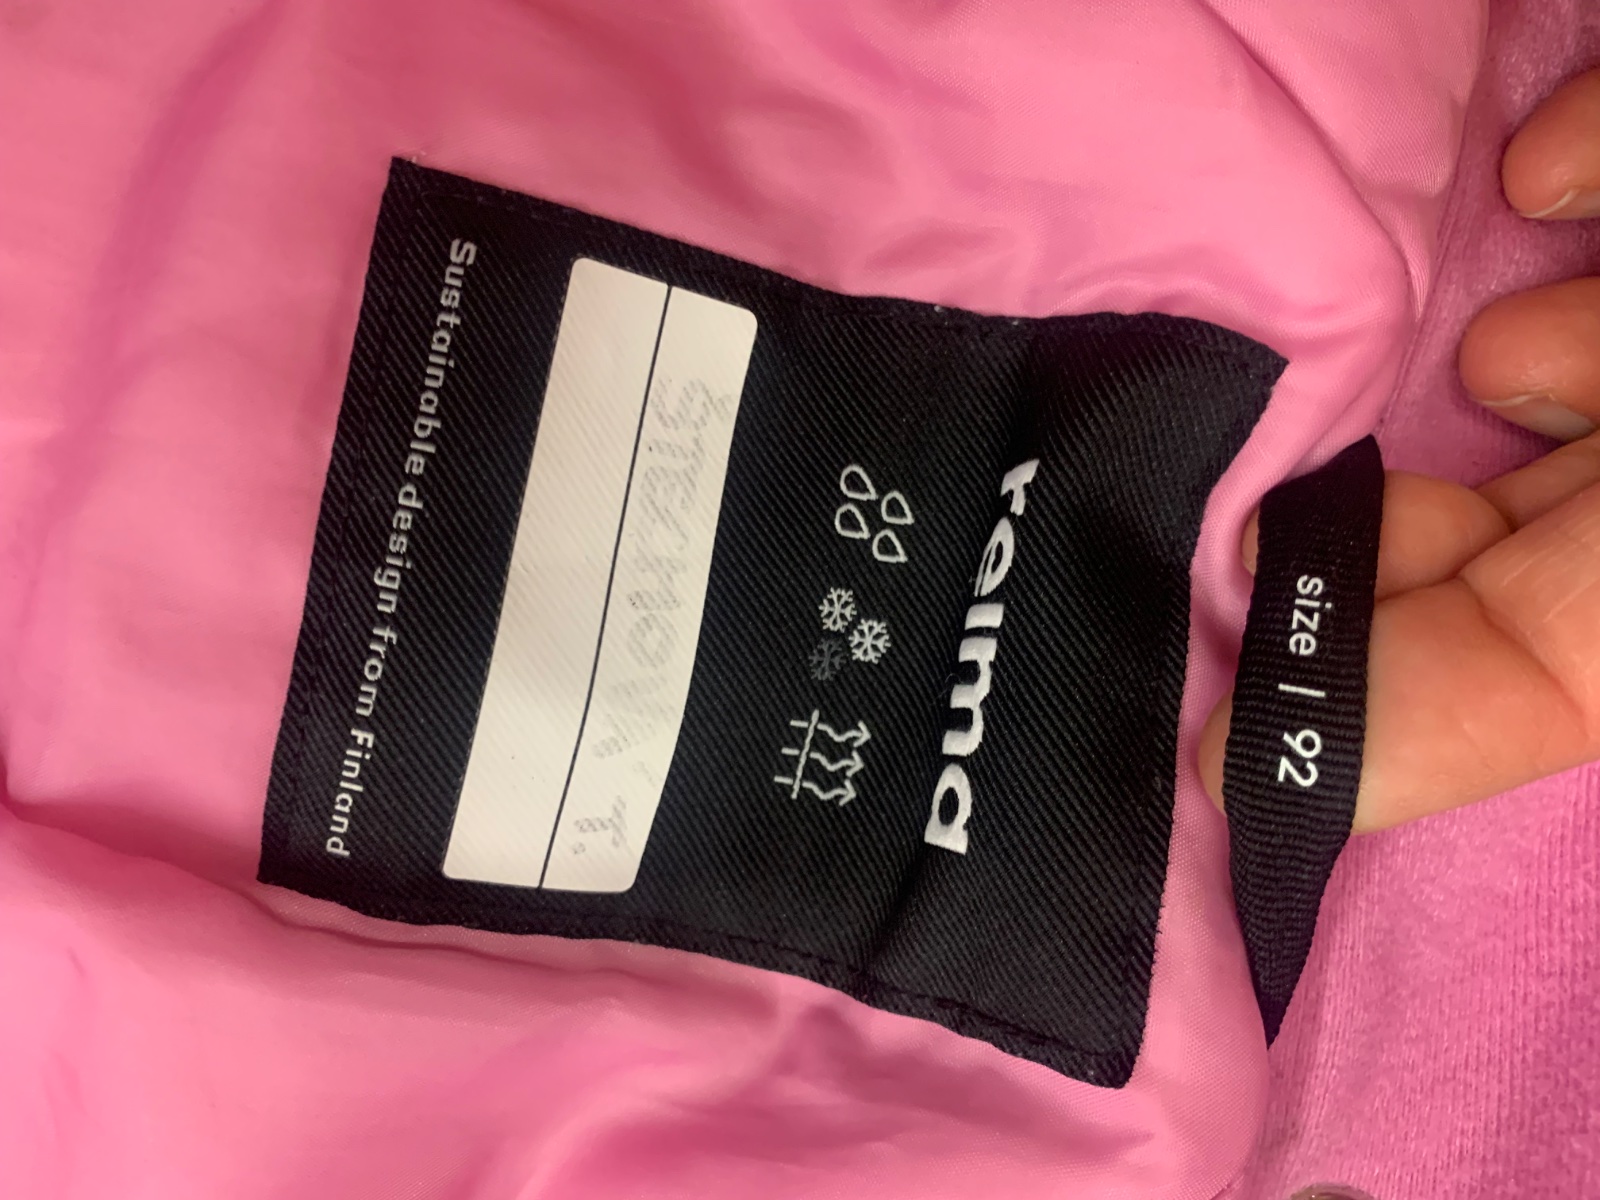 size | 92
reima
Sustainable design from Finland